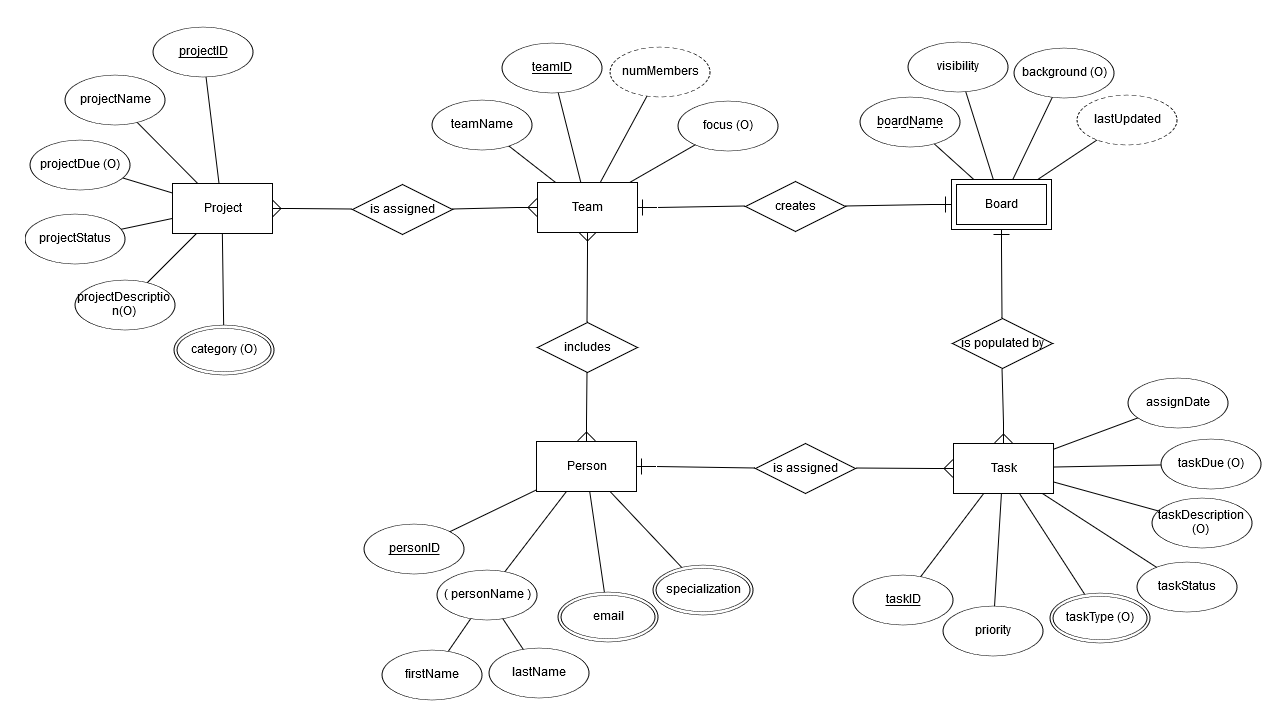 projectID
projectName
projectDue (O)
projectStatus
projectDescriptio
n(O)
category (O)
Project
is assigned
teamName
teamID
numMembers
focus (O)
Team
creates
boardName
visibility
background (O)
lastUpdated
Board
includes
is populated by
Person
is assigned
Task
personID
( personName )
firstName
lastName
email
specialization
assignDate
taskDue (O)
taskDescription
(O)
taskStatus
taskType (O)
priority
taskID